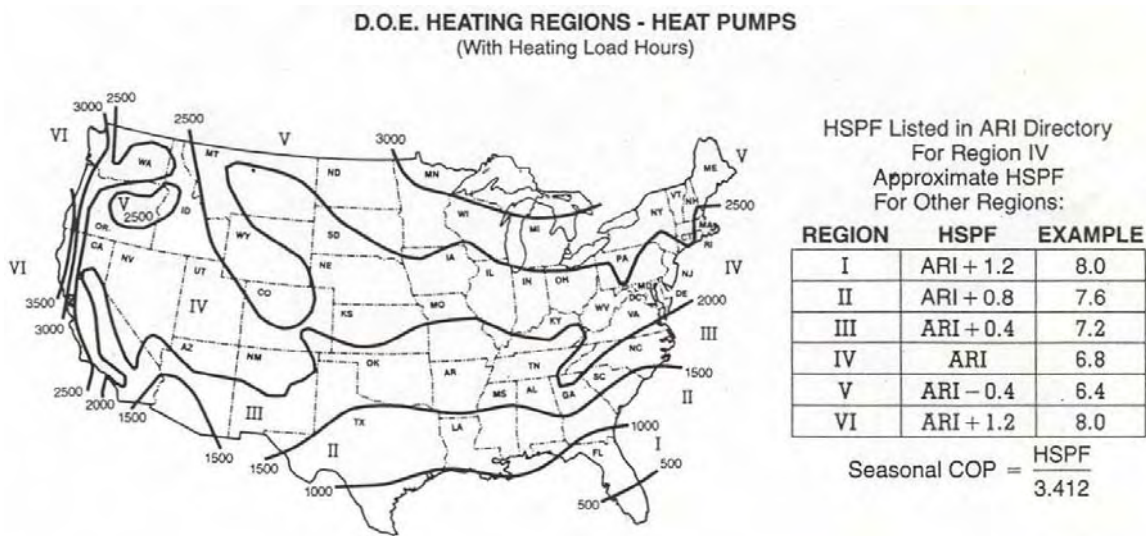 D.O.E. HEATING REGIONS - HEAT PUMPS
(With Heating Load Hours)
3000
2500
VI
2500
V
3000
V
WA
MT
ND
MN
ME
VT
NH
NY
MA
2500
CT
RI
V
2500
OR.
ID
WY
SD
WI
MI
PA
NJ
IV
CA
NV
UT
NE
IA
IL
IN
OH
MD
DC
DE
VI
IV
CO
KS
MO
KY
WV
VA
2000
III
3500
3000
AZ
NM
OK
AR
TN
NC
SC
1500
II
2500
2000
1500
III
TX
LA
MS
AL
GA
1000
I
1500
II
1500
1000
FL
500
500
HSPF Listed in ARI Directory
For Region IV
Approximate HSPF
For Other Regions:
REGION HSPF EXAMPLE
I ARI + 1.2 8.0
II ARI + 0.8 7.6
III ARI + 0.4 7.2
IV ARI 6.8
V ARI − 0.4 6.4
VI ARI + 1.2 8.0
Seasonal COP = HSPF
3.412